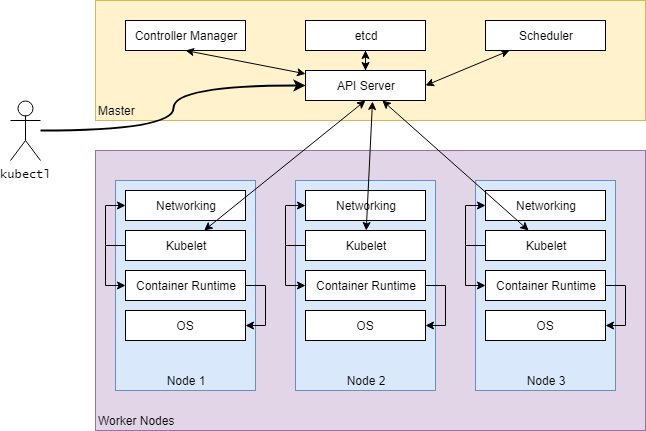 Controller Manager
etcd
Scheduler
API Server
Master
kubectl
Networking
Networking
Networking
Kubelet
Kubelet
Kubelet
Container Runtime
Container Runtime
Container Runtime
OS
OS
OS
Node 1
Node 2
Node 3
Worker Nodes